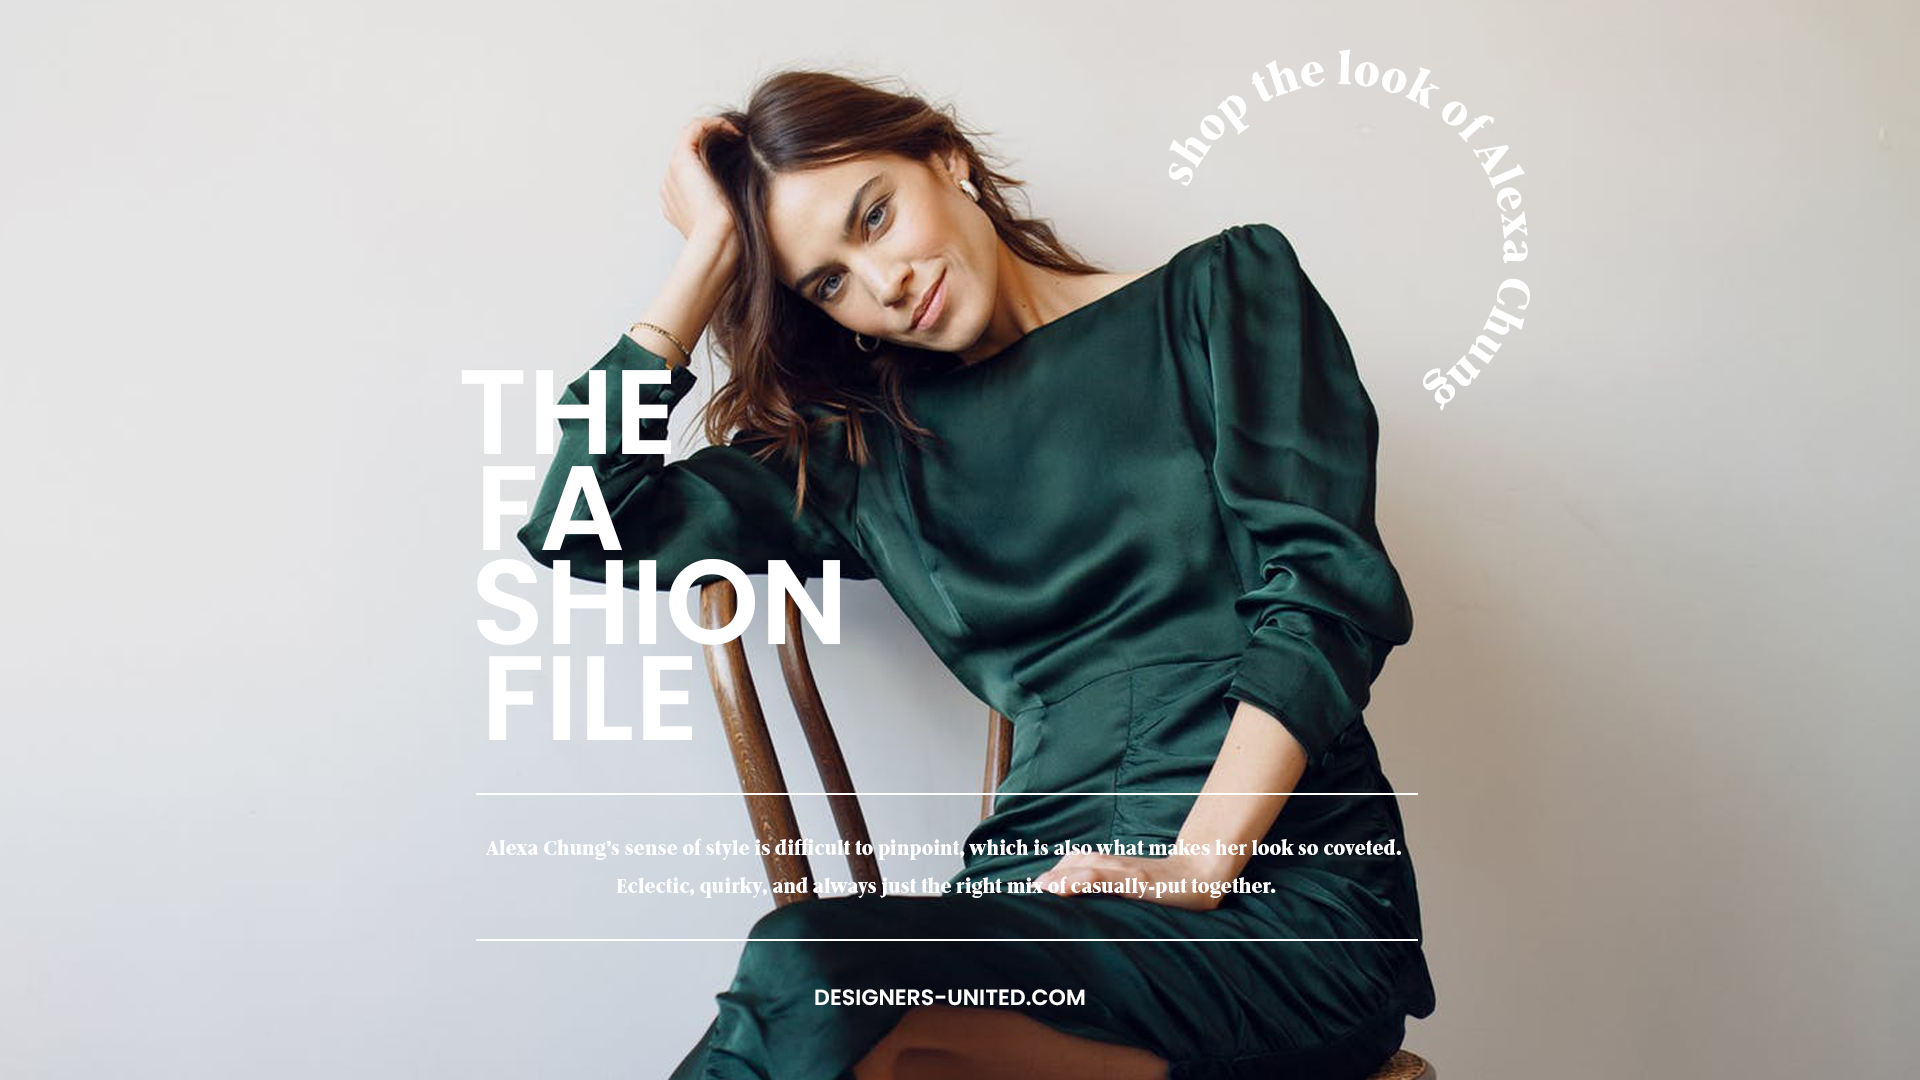 shop the look of Alexa Chung
THE
FA
SHION
FILE
Alexa Chung's sense of style is difficult to pinpoint, which is also what makes her look so coveted.
Eclectic, quirky, and always just the right mix of casually-put together.
DESIGNERS-UNITED.COM